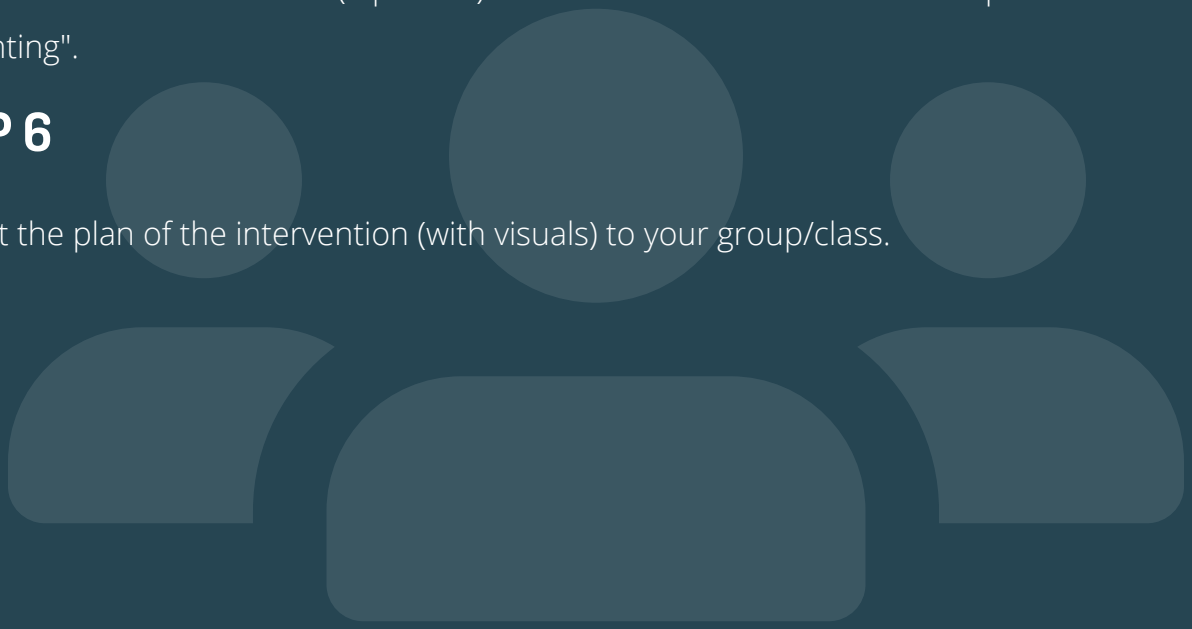 nting".
P 6
t the plan of the intervention (with visuals) to your group/class.